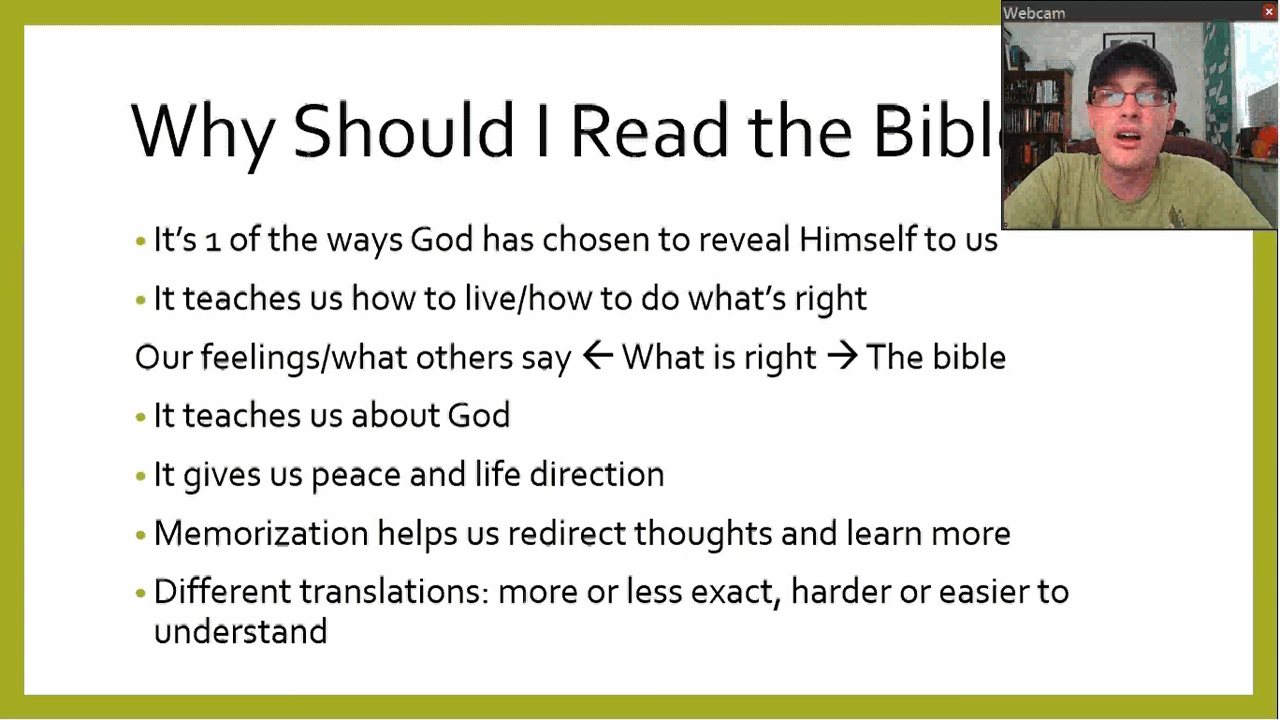 Webcam
Why Should I Read the Bible
• It's 1 of the ways God has chosen to reveal Himself to us
• It teaches us how to live/how to do what's right
Our feelings/what others say ← What is right → The bible
• It teaches us about God
• It gives us peace and life direction
• Memorization helps us redirect thoughts and learn more
• Different translations: more or less exact, harder or easier to
understand